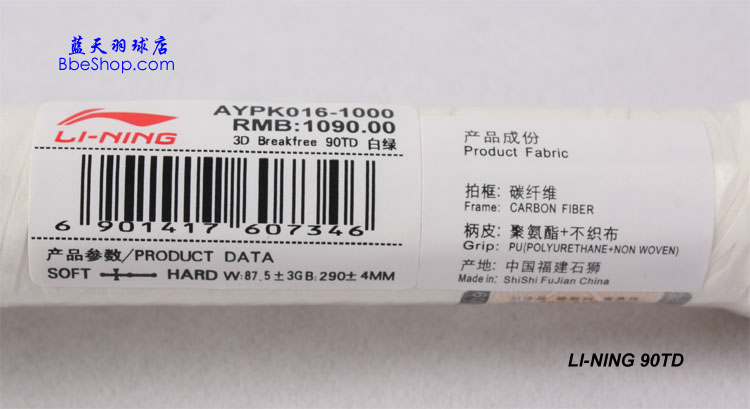 蓝天羽球店
BbeShop.com
LI-NING
AYPK016-1000
RMB:1090.00
3D Breakfree 90TD 白绿
6 901417 607346
产品参数/PRODUCT DATA
SOFT HARD W:87.5±3G B:290±4MM
产品成份
Product Fabric
拍框: 碳纤维
Frame: CARBON FIBER
柄皮: 聚氨酯+不织布
Grip: PU(POLYURETHANE+NON WOVEN)
产地: 中国福建石狮
Made in: ShiShi FuJian China
LI-NING 90TD